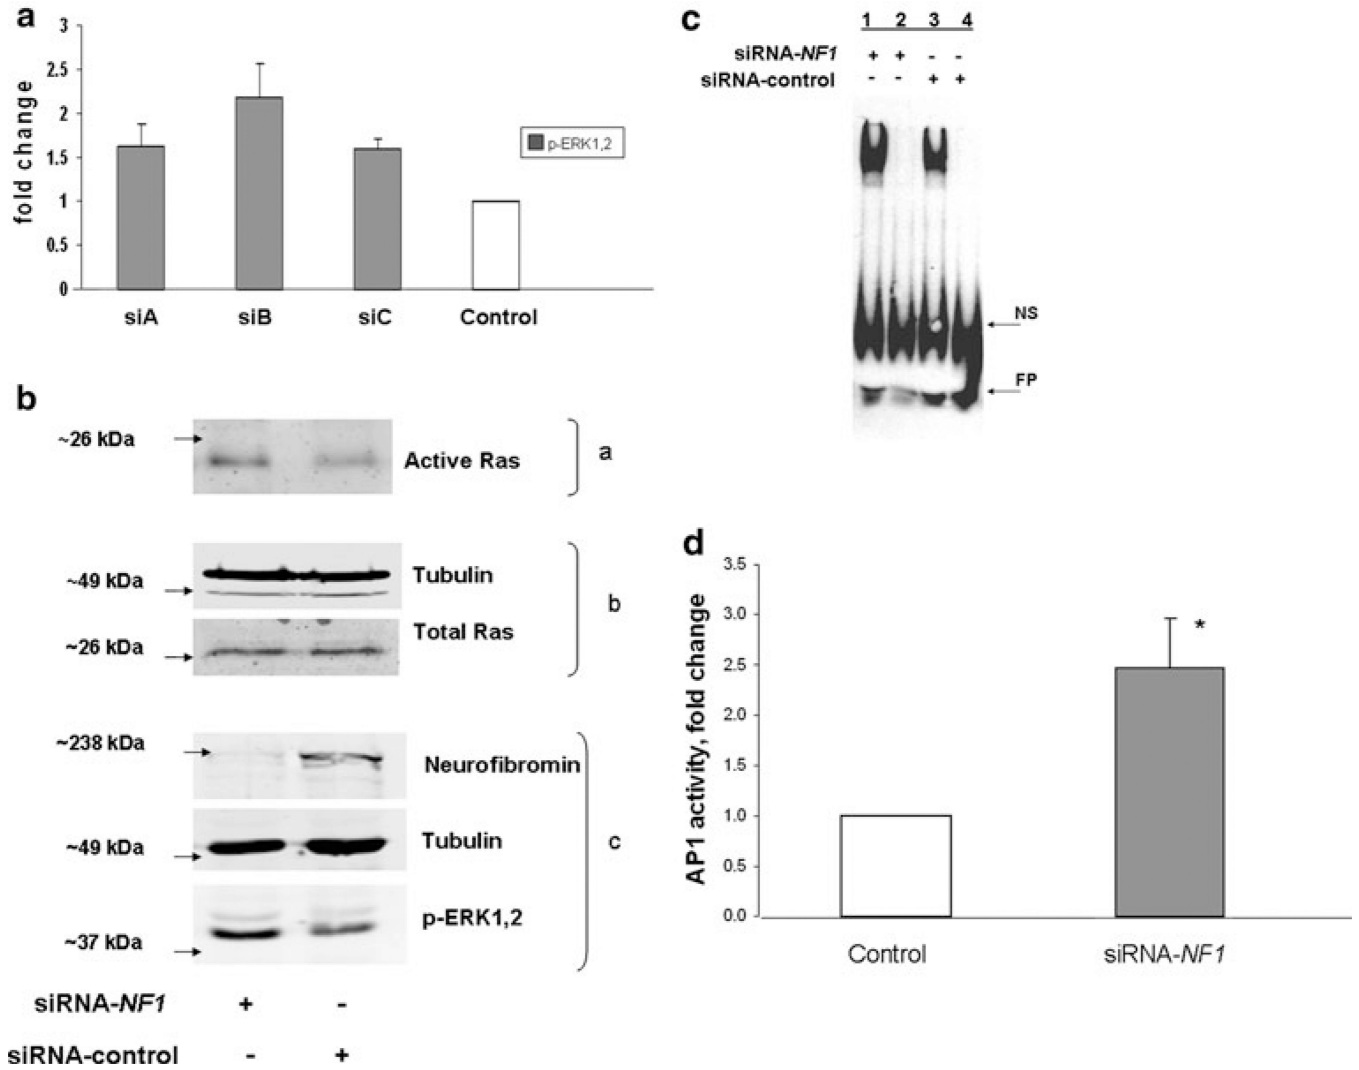 a
3
2.5
2
1.5
1
0.5
0
fold change
p-ERK1,2
siA siB siC Control
b
~26 kDa
Active Ras
a
~49 kDa
Tubulin
Total Ras
~26 kDa
b
~238 kDa
Neurofibromin
Tubulin
~49 kDa
c
p-ERK1,2
~37 kDa
siRNA-NF1 + -
siRNA-control - +
c
1 2 3 4
siRNA-NF1 + + - -
siRNA-control - - + +
NS
FP
d
3.5
3.0
2.5
2.0
1.5
1.0
0.5
0.0
AP1 activity, fold change
*
Control siRNA-NF1